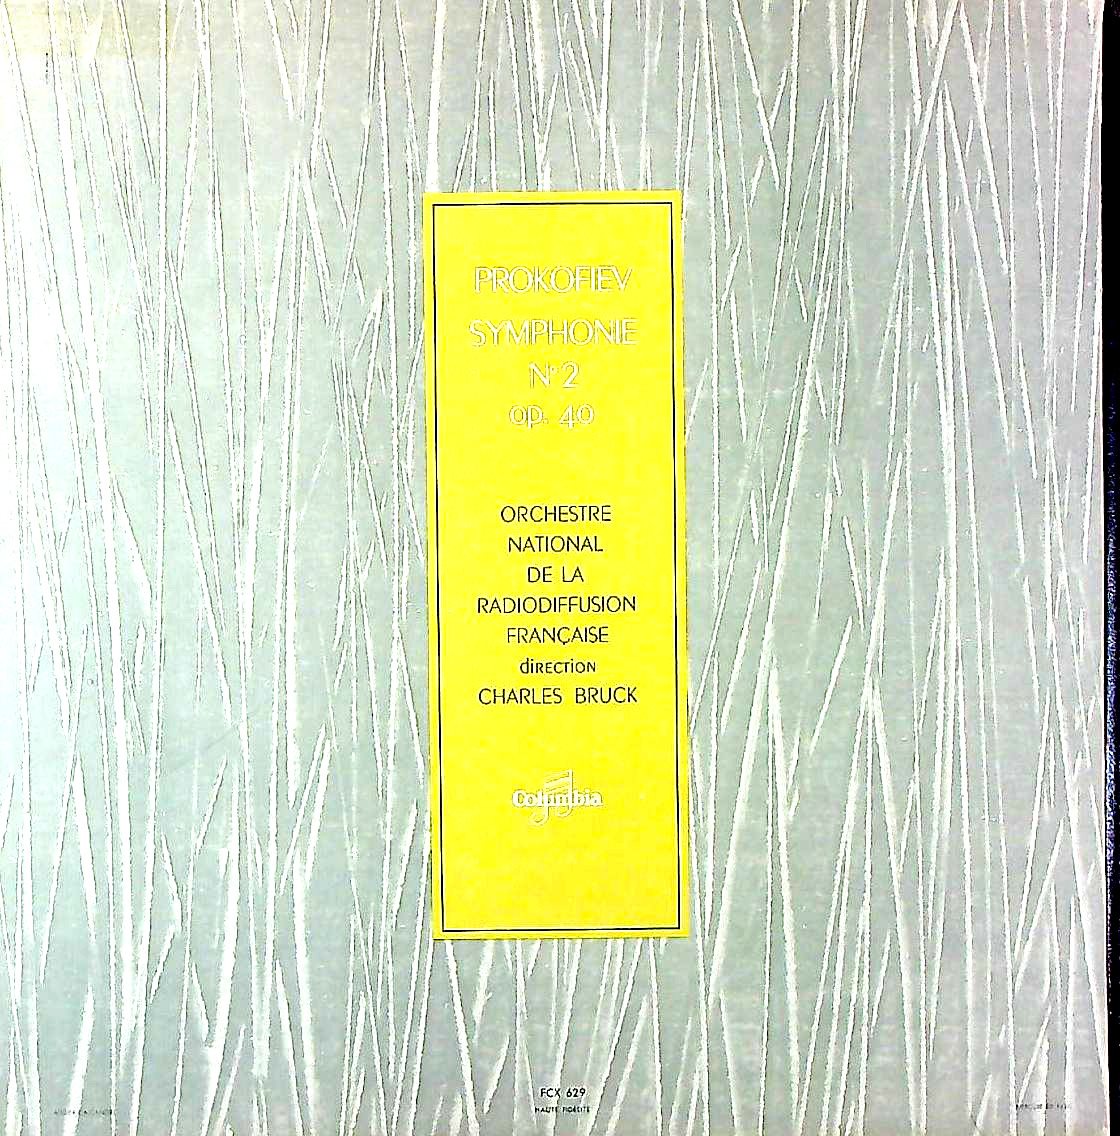 PROKOFIEV
SYMPHONIE
N° 2
op. 40
ORCHESTRE
NATIONAL
DE LA
RADIODIFFUSION
FRANÇAISE
diRECTION
CHARLES BRUCK
Columbia
FCX 629
HAUTE FIDÉLITÉ